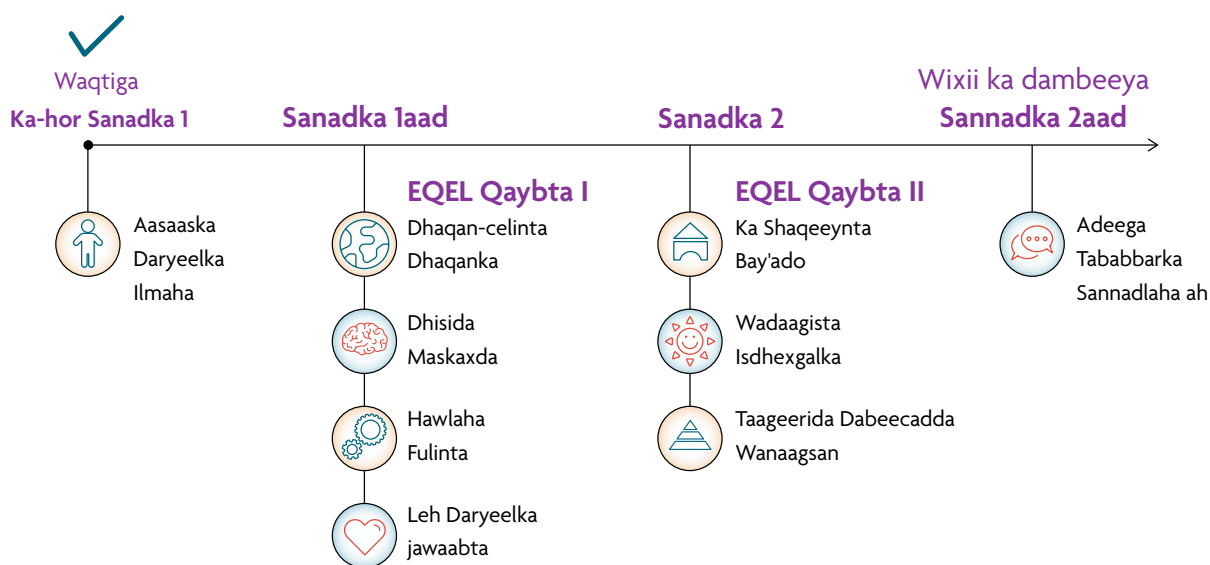 Waqtiga
Ka-hor Sanadka 1
Sanadka 1aad
Sanadka 2
Wixii ka dambeeya
Sannadka 2aad
Aasaaska
Daryeelka
Ilmaha
EQEL Qaybta I
Dhaqan-celinta
Dhaqanka
Dhisida
Maskaxda
Hawlaha
Fulinta
Leh Daryeelka
jawaabta
EQEL Qaybta II
Ka Shaqeeynta
Bay'ado
Wadaagista
Isdhexgalka
Taageerida Dabeecadda
Wanaagsan
Adeega
Tababbarka
Sannadlaha ah